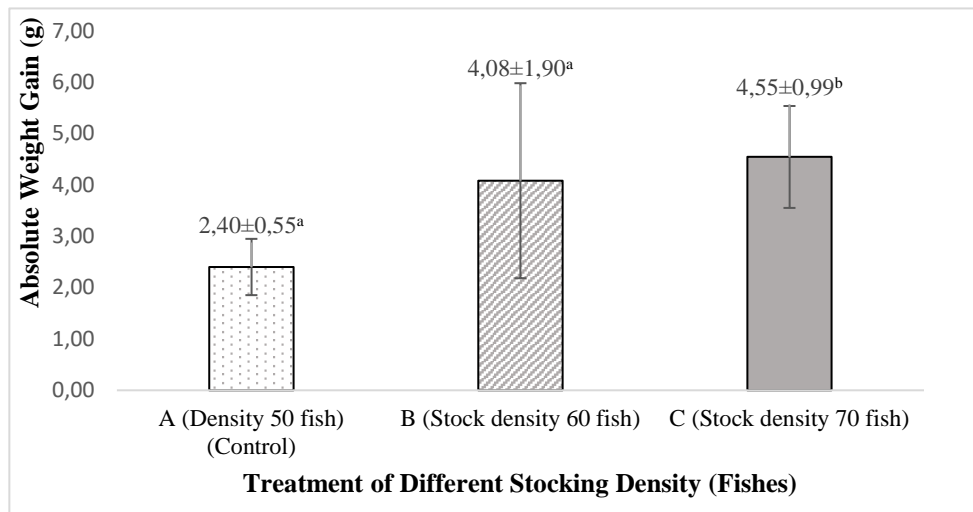 Absolute Weight Gain (g)
7,00
6,00
5,00
4,00
3,00
2,00
1,00
0,00
2,40±0,55ᵃ
4,08±1,90ᵃ
4,55±0,99ᵇ
A (Density 50 fish)
(Control)
B (Stock density 60 fish)
C (Stock density 70 fish)
Treatment of Different Stocking Density (Fishes)